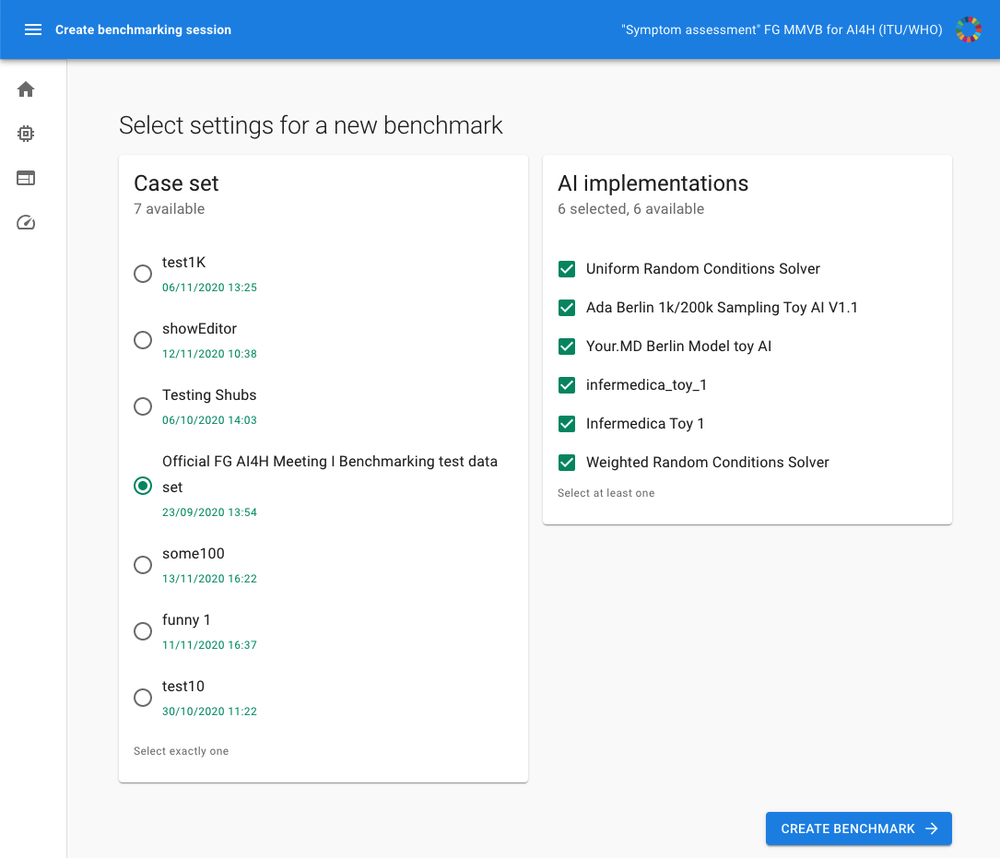 Create benchmarking session
"Symptom assessment" FG MMVB for AI4H (ITU/WHO)
Select settings for a new benchmark
Case set
7 available
test1K
06/11/2020 13:25
showEditor
12/11/2020 10:38
Testing Shubs
06/10/2020 14:03
Official FG AI4H Meeting I Benchmarking test data
set
23/09/2020 13:54
some100
13/11/2020 16:22
funny 1
11/11/2020 16:37
test10
30/10/2020 11:22
Select exactly one
AI implementations
6 selected, 6 available
Uniform Random Conditions Solver
Ada Berlin 1k/200k Sampling Toy AI V1.1
Your.MD Berlin Model toy AI
infermedica_toy_1
Infermedica Toy 1
Weighted Random Conditions Solver
Select at least one
CREATE BENCHMARK